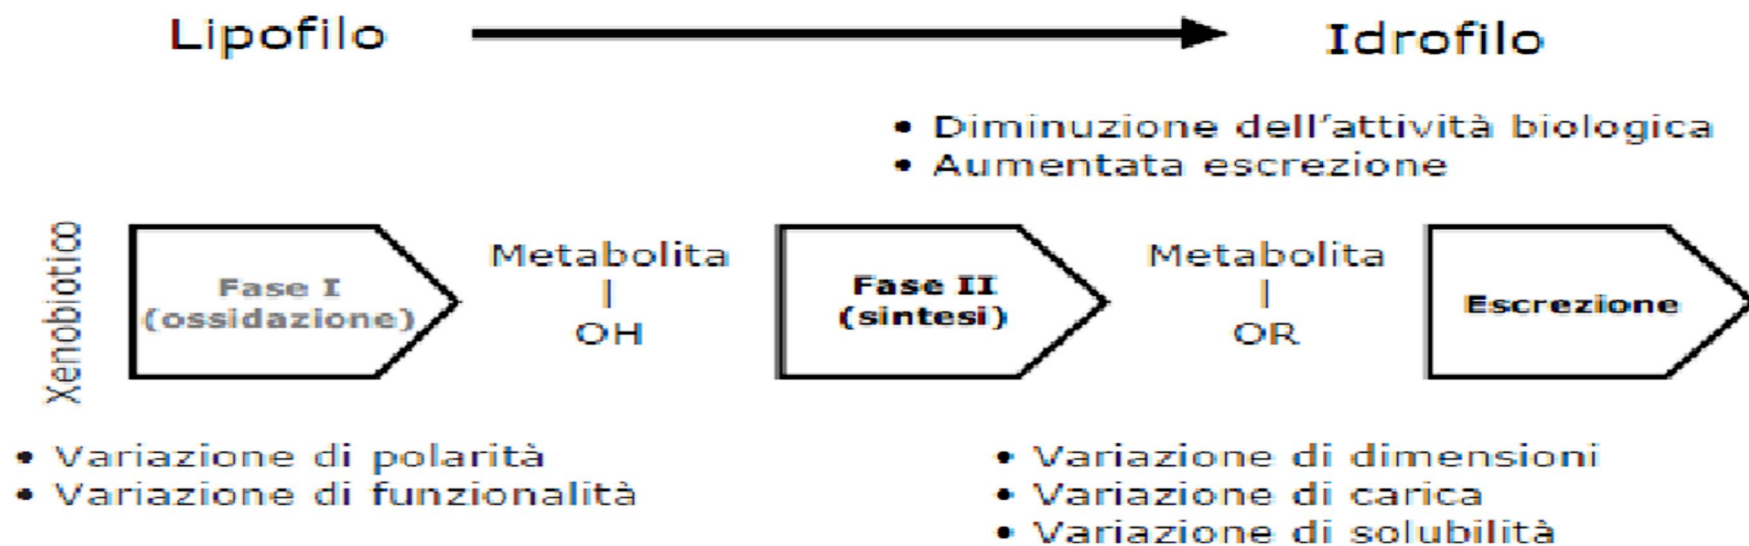 Lipofilo
Idrofilo
• Diminuzione dell'attività biologica
• Aumentata escrezione
Xenobiotico
Fase I
(ossidazione)
Metabolita
|
OH
Fase II
(sintesi)
Metabolita
|
OR
Escrezione
• Variazione di polarità
• Variazione di funzionalità
• Variazione di dimensioni
• Variazione di carica
• Variazione di solubilità